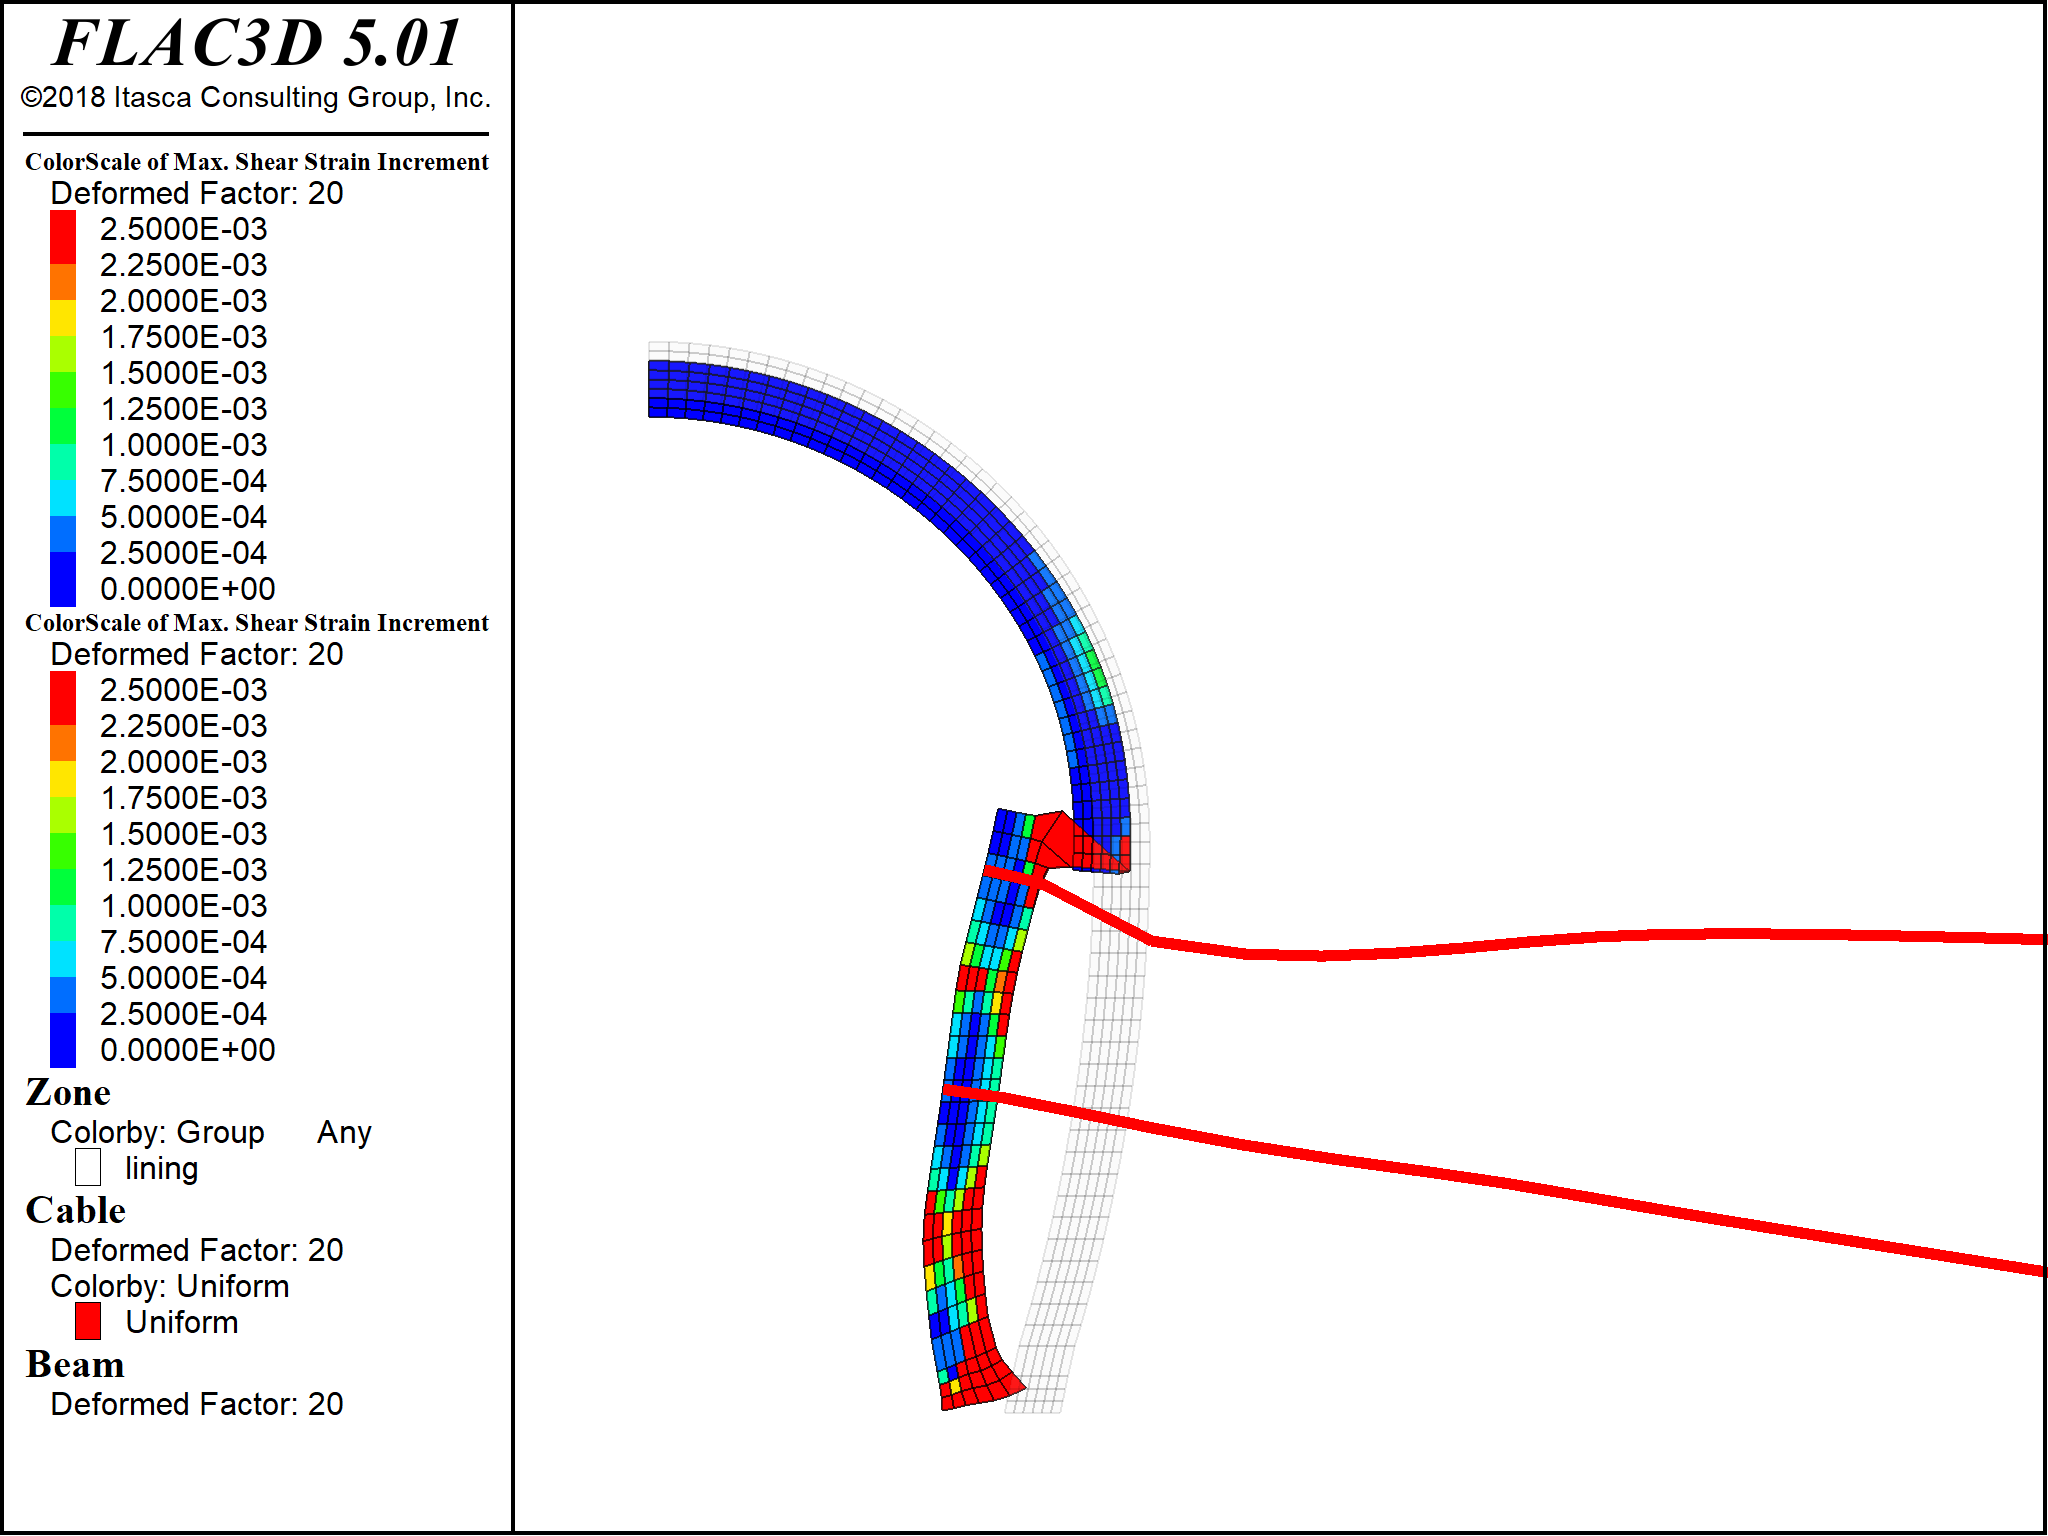 FLAC3D 5.01
©2018 Itasca Consulting Group, Inc.
ColorScale of Max. Shear Strain Increment
Deformed Factor: 20
2.5000E-03
2.2500E-03
2.0000E-03
1.7500E-03
1.5000E-03
1.2500E-03
1.0000E-03
7.5000E-04
5.0000E-04
2.5000E-04
0.0000E+00
ColorScale of Max. Shear Strain Increment
Deformed Factor: 20
2.5000E-03
2.2500E-03
2.0000E-03
1.7500E-03
1.5000E-03
1.2500E-03
1.0000E-03
7.5000E-04
5.0000E-04
2.5000E-04
0.0000E+00
Zone
Colorby: Group Any
lining
Cable
Deformed Factor: 20
Colorby: Uniform
Uniform
Beam
Deformed Factor: 20